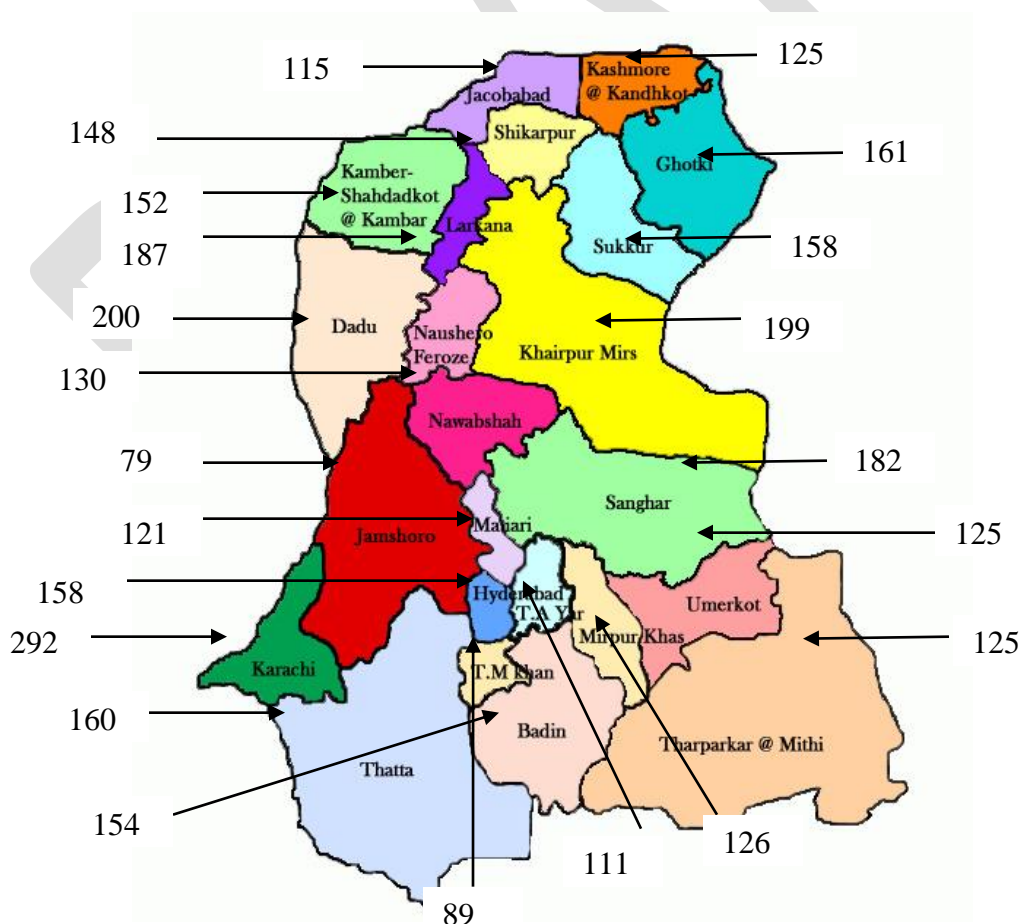 125
115
Kashmore
@ Kandhkot
Jacobabad
148
Shikarpur
161
Ghotki
Kamber-
Shahdadkot
@ Kambar
152
Larkana
187
Sukkur
158
200
Dadu
Naushero
Feroze
199
Khairpur Mirs
130
Nawabshah
79
182
Sanghar
121
Matiari
Jamshoro
125
158
Hyderabad
T.A Yar
Umerkot
292
Mirpur Khas
125
Karachi
T.M khan
160
Badin
Tharparkar @ Mithi
Thatta
154
126
111
89